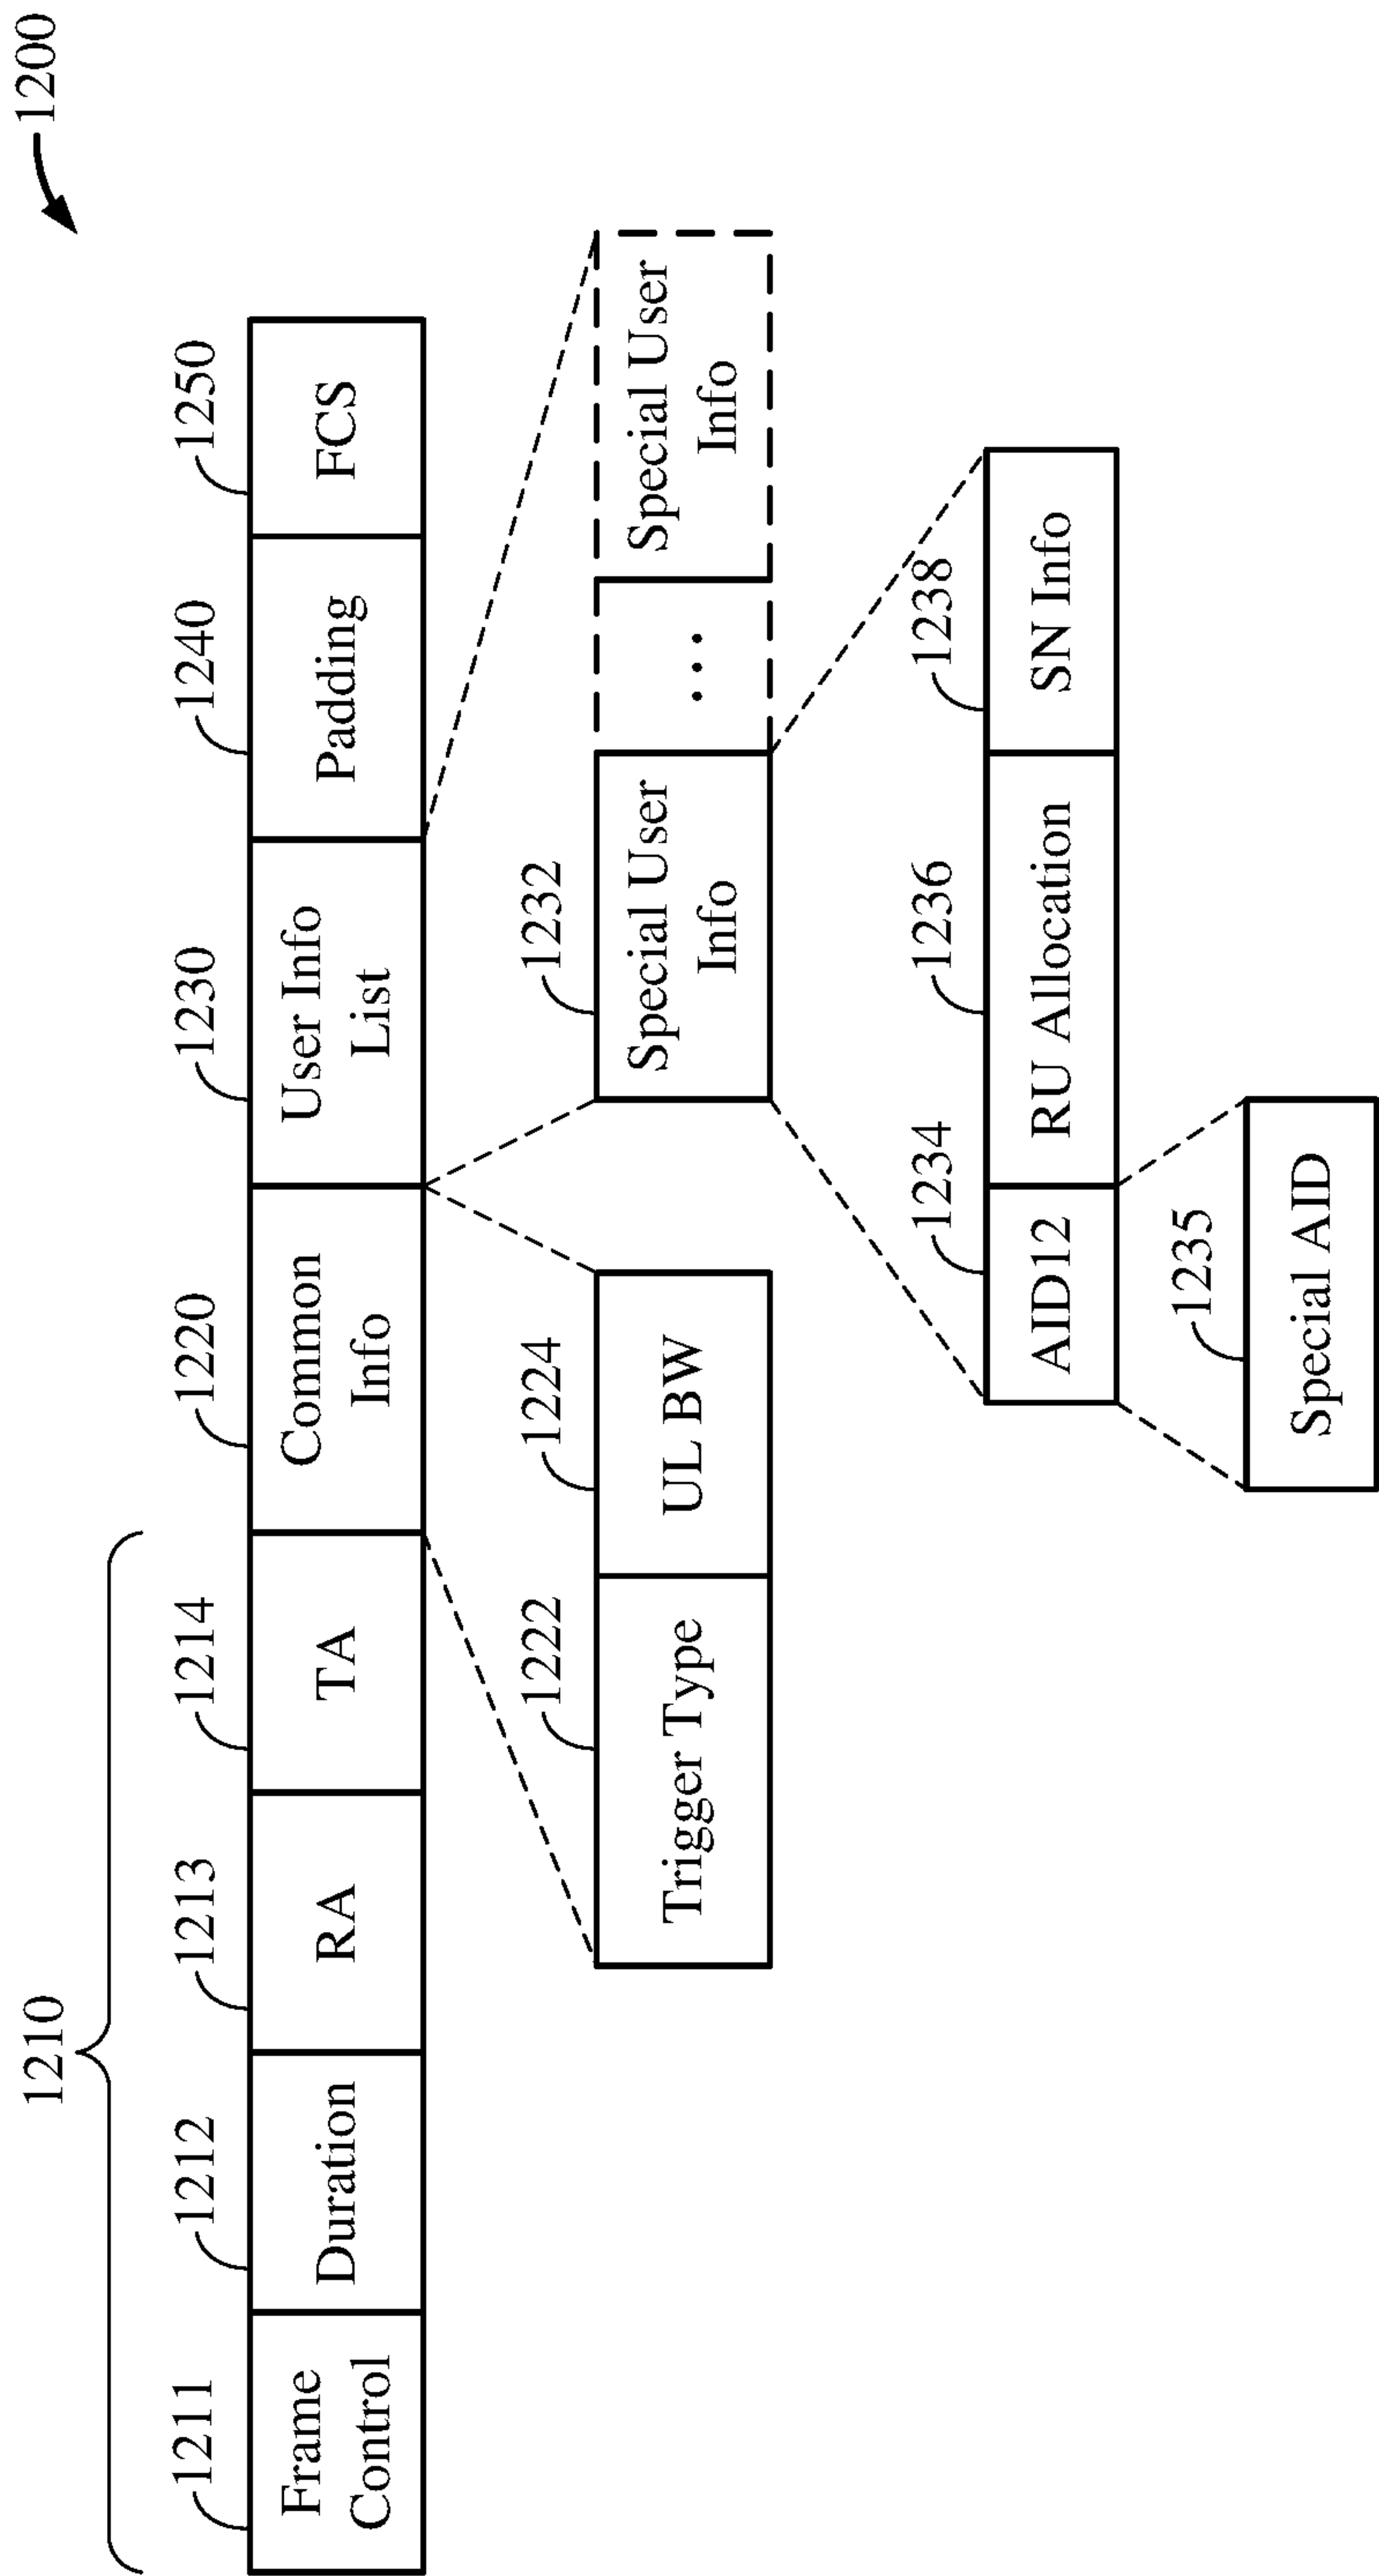 1200
1210
1211
1212
1213
1214
1220
1230
1240
1250
Frame
Control
Duration
RA
TA
Common
Info
User Info
List
Padding
FCS
1222
1224
1232
Trigger Type
UL BW
Special User
Info
...
Special User
Info
1234
1236
1238
AID12
RU Allocation
SN Info
1235
Special AID